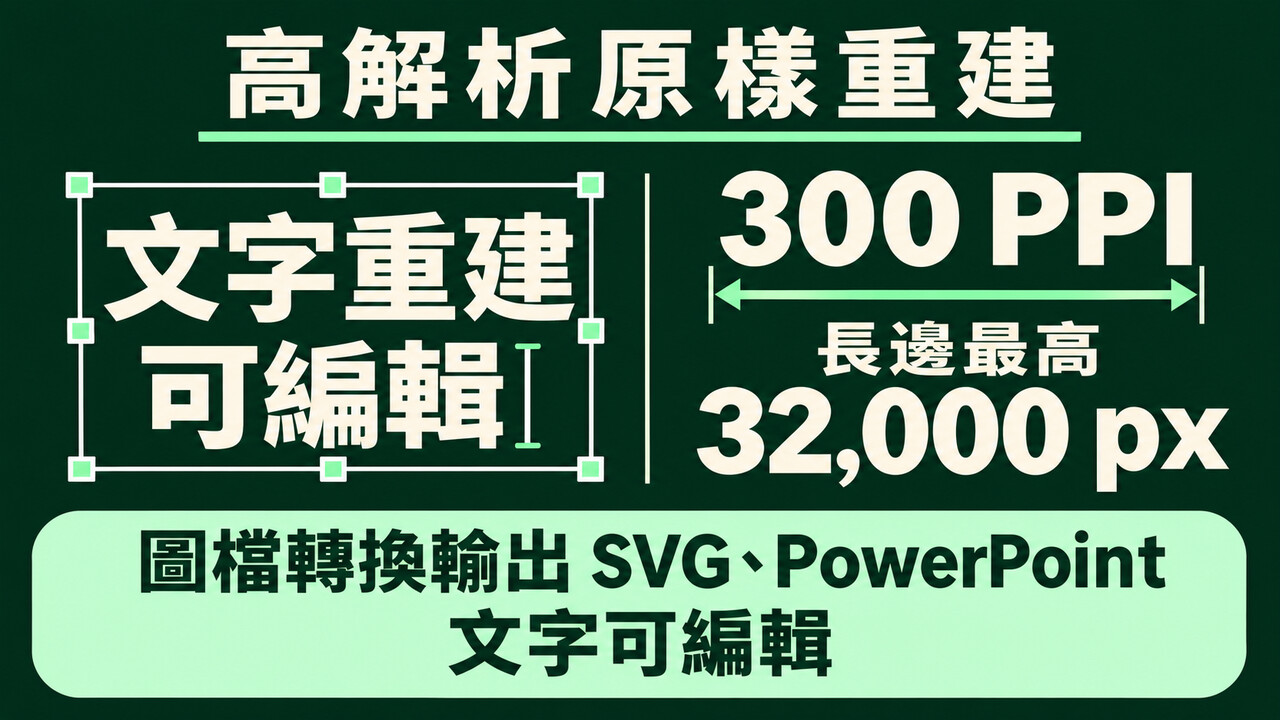 高解析原樣重建
文字重建
可編輯
300 PPI
長邊最高
32,000 px
圖檔轉換輸出 SVG、PowerPoint
文字可編輯